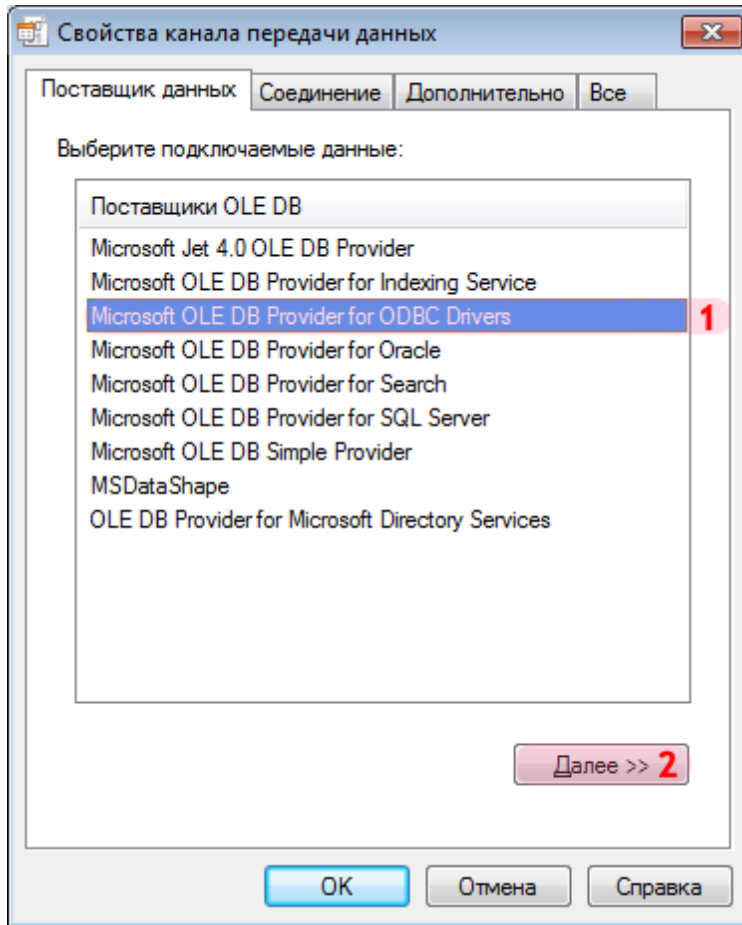 Свойства канала передачи данных
Поставщик данных Соединение Дополнительно Все
Выберите подключаемые данные:
Поставщики OLE DB
Microsoft Jet 4.0 OLE DB Provider
Microsoft OLE DB Provider for Indexing Service
Microsoft OLE DB Provider for ODBC Drivers 1
Microsoft OLE DB Provider for Oracle
Microsoft OLE DB Provider for Search
Microsoft OLE DB Provider for SQL Server
Microsoft OLE DB Simple Provider
MSDataShape
OLE DB Provider for Microsoft Directory Services
Далее >> 2
OK Отмена Справка